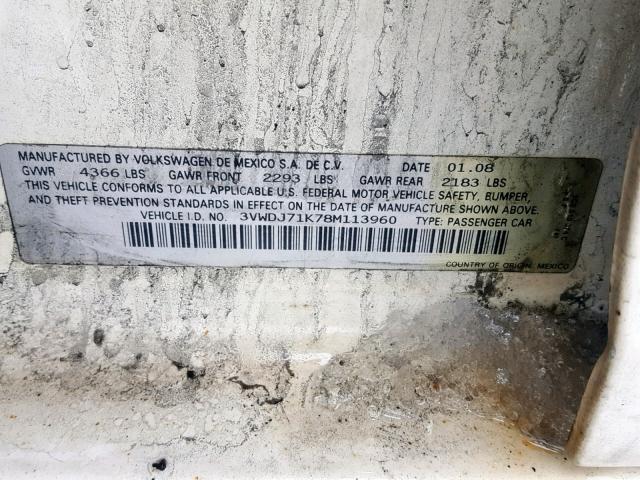 MANUFACTURED BY VOLKSWAGEN DE MEXICO S.A. DE C.V. DATE 01.08
GVWR 4366 LBS GAWR FRONT 2293 LBS GAWR REAR 2183 LBS
THIS VEHICLE CONFORMS TO ALL APPLICABLE U.S. FEDERAL MOTOR VEHICLE SAFETY, BUMPER,
AND THEFT PREVENTION STANDARDS IN EFFECT ON THE DATE OF MANUFACTURE SHOWN ABOVE.
VEHICLE I.D. NO. 3VWDJ71K78M113960 TYPE: PASSENGER CAR
COUNTRY OF ORIGIN, MEXICO